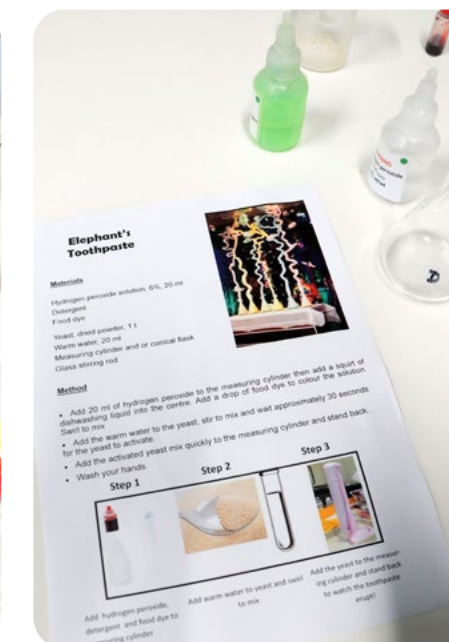 Elephant's
Toothpaste
Materials
Hydrogen peroxide solution, 6%, 20 ml
Detergent
Food dye
Yeast, dried powder, 1 t
Warm water, 20 ml
Measuring cylinder and or conical flask
Glass stirring rod
Method
• Add 20 ml of hydrogen peroxide to the measuring cylinder then add a squirt of
dishwashing liquid into the centre. Add a drop of food dye to colour the solution.
Swirl to mix
• Add the warm water to the yeast, stir to mix and wait approximately 30 seconds
for the yeast to activate.
• Add the activated yeast mix quickly to the measuring cylinder and stand back.
• Wash your hands.
Step 1
Step 2
Step 3
Add hydrogen peroxide,
detergent and food dye to
cylinder
Add warm water to yeast and swirl
to mix.
Add the yeast to the measur-
ing cylinder and stand back
to watch the toothpaste
erupt!
peroxide
D